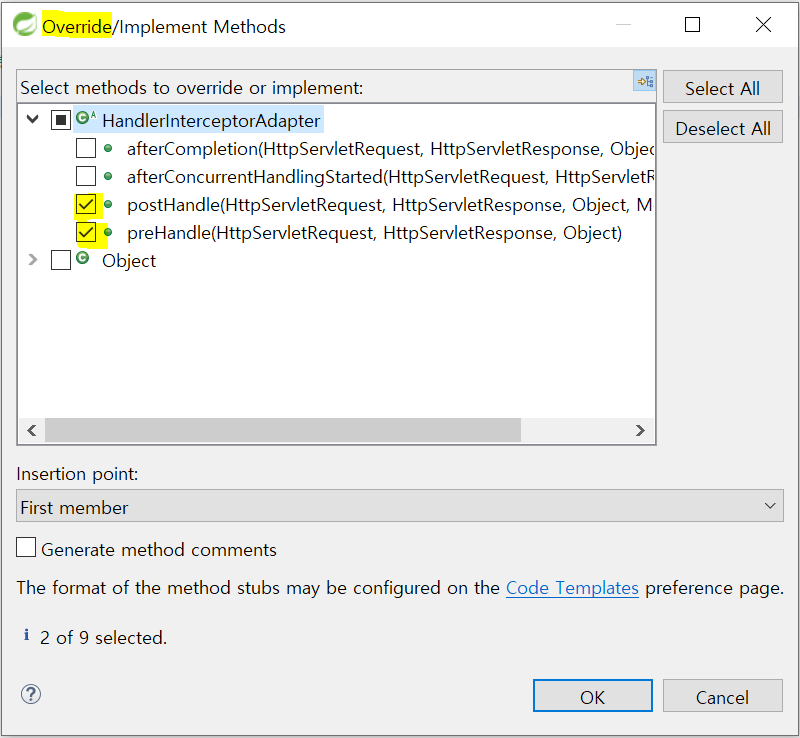 Override/Implement Methods
Select methods to override or implement:
Select All
HandlerInterceptorAdapter
Deselect All
afterCompletion(HttpServletRequest, HttpServletResponse, Objec
afterConcurrentHandlingStarted(HttpServletRequest, HttpServletR
postHandle(HttpServletRequest, HttpServletResponse, Object, M
preHandle(HttpServletRequest, HttpServletResponse, Object)
Object
Insertion point:
First member
Generate method comments
The format of the method stubs may be configured on the Code Templates preference page.
2 of 9 selected.
OK
Cancel